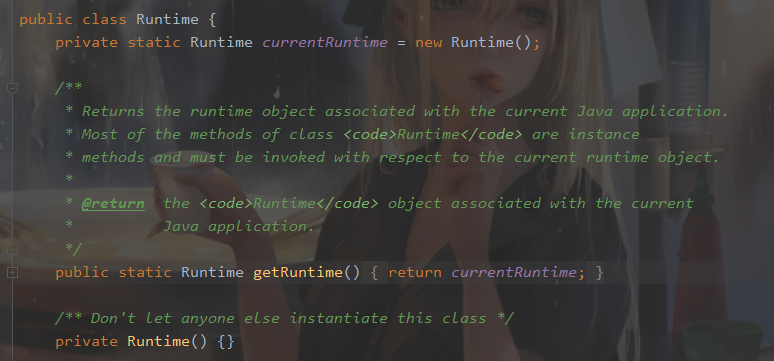 public class Runtime {
    private static Runtime currentRuntime = new Runtime();
    /**
     * Returns the runtime object associated with the current Java application.
     * Most of the methods of class <code>Runtime</code> are instance
     * methods and must be invoked with respect to the current runtime object.
     *
     * @return  the <code>Runtime</code> object associated with the current
     *          Java application.
     */
    public static Runtime getRuntime() { return currentRuntime; }
    /** Don't let anyone else instantiate this class */
    private Runtime() {}